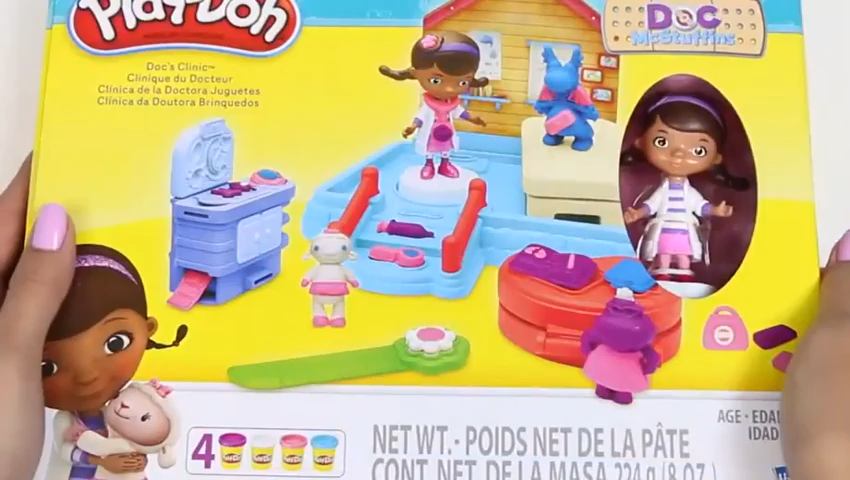 Play-Doh
DOC
McStuffins
Doc's Clinic™
Clinique du Docteur
Clínica de la Doctora Juguetes
Clínica da Doutora Brinquedos
4
AGE • EDAD
IDAD
NET WT. - POIDS NET DE LA PÂTE
CONT. NET DE LA MASA 224 g (8 OZ)